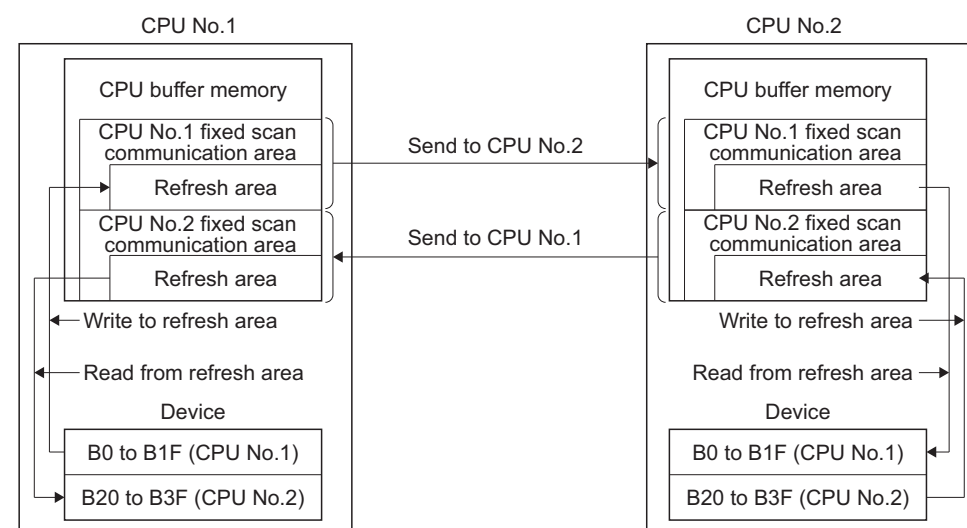 CPU No.1
CPU No.2
CPU buffer memory
CPU No.1 fixed scan
communication area
Refresh area
CPU No.2 fixed scan
communication area
Refresh area
Write to refresh area
Read from refresh area
Device
B0 to B1F (CPU No.1)
B20 to B3F (CPU No.2)
Send to CPU No.2
Send to CPU No.1
CPU buffer memory
CPU No.1 fixed scan
communication area
Refresh area
CPU No.2 fixed scan
communication area
Refresh area
Write to refresh area
Read from refresh area
Device
B0 to B1F (CPU No.1)
B20 to B3F (CPU No.2)